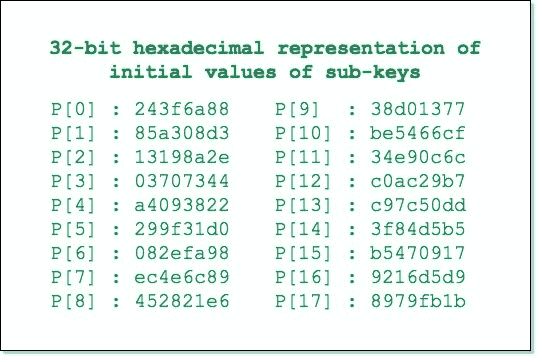 32-bit hexadecimal representation of
initial values of sub-keys
P[0] : 243f6a88 P[9] : 38d01377
P[1] : 85a308d3 P[10] : be5466cf
P[2] : 13198a2e P[11] : 34e90c6c
P[3] : 03707344 P[12] : c0ac29b7
P[4] : a4093822 P[13] : c97c50dd
P[5] : 299f31d0 P[14] : 3f84d5b5
P[6] : 082efa98 P[15] : b5470917
P[7] : ec4e6c89 P[16] : 9216d5d9
P[8] : 452821e6 P[17] : 8979fb1b